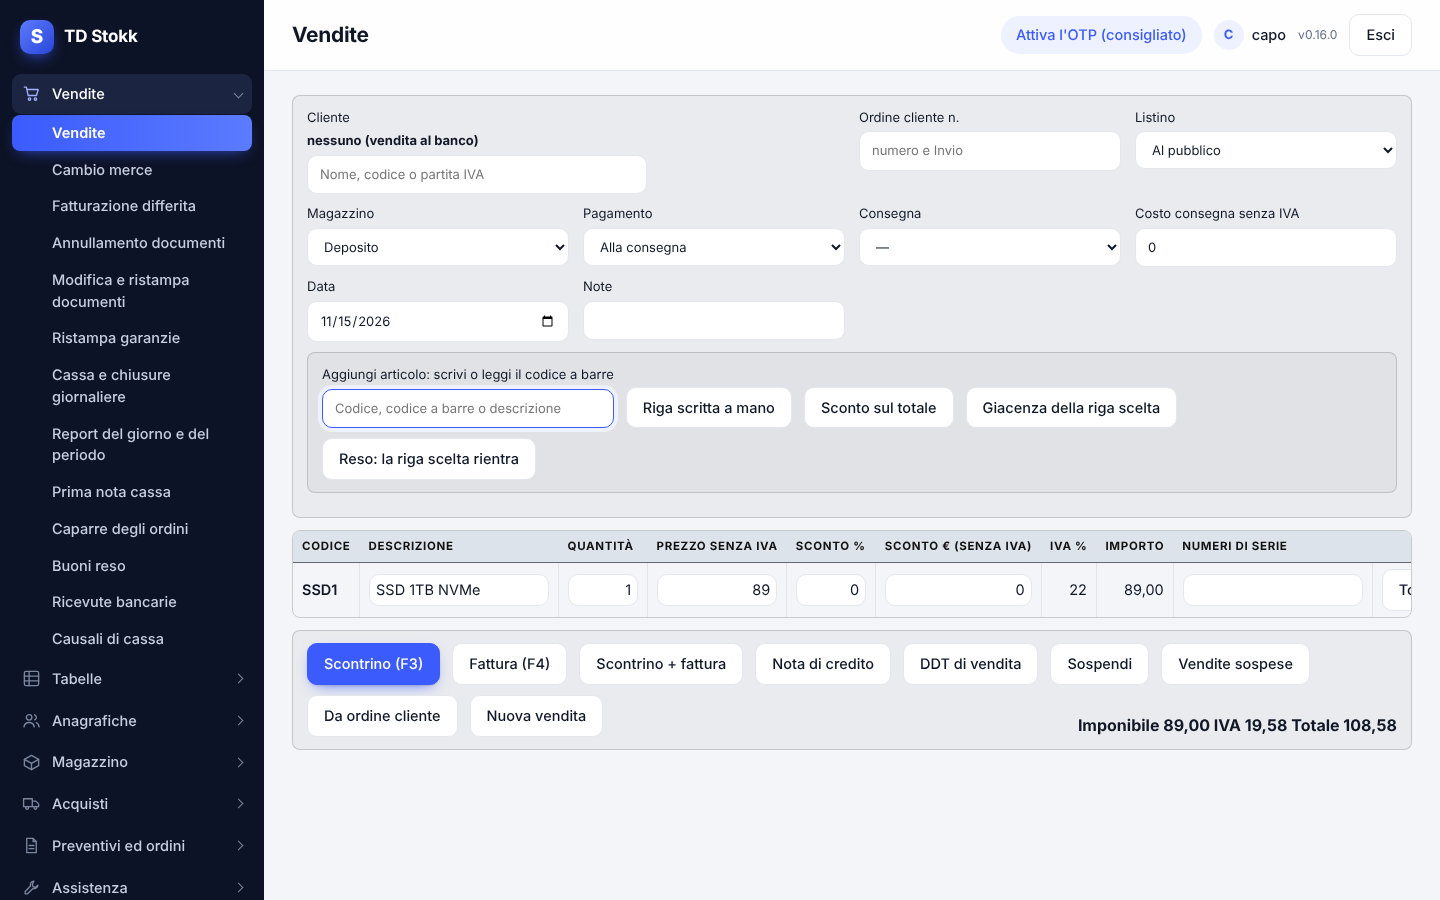 S TD Stokk
Vendite
Vendite
Cambio merce
Fatturazione differita
Annullamento documenti
Modifica e ristampa
documenti
Ristampa garanzie
Cassa e chiusure
giornaliere
Report del giorno e del
periodo
Prima nota cassa
Caparre degli ordini
Buoni reso
Ricevute bancarie
Causali di cassa
Tabelle
Anagrafiche
Magazzino
Acquisti
Preventivi ed ordini
Assistenza
Vendite
Attiva l'OTP (consigliato) C capo v0.16.0 Esci
Cliente
nessuno (vendita al banco)
Nome, codice o partita IVA
Ordine cliente n.
numero e Invio
Listino
Al pubblico
Magazzino
Deposito
Pagamento
Alla consegna
Consegna
—
Costo consegna senza IVA
0
Data
11/15/2026
Note
Aggiungi articolo: scrivi o leggi il codice a barre
Codice, codice a barre o descrizione Riga scritta a mano Sconto sul totale Giacenza della riga scelta
Reso: la riga scelta rientra
CODICE DESCRIZIONE QUANTITÀ PREZZO SENZA IVA SCONTO % SCONTO € (SENZA IVA) IVA % IMPORTO NUMERI DI SERIE
SSD1 SSD 1TB NVMe 1 89 0 0 22 89,00
Scontrino (F3) Fattura (F4) Scontrino + fattura Nota di credito DDT di vendita Sospendi Vendite sospese
Da ordine cliente Nuova vendita
Imponibile 89,00 IVA 19,58 Totale 108,58